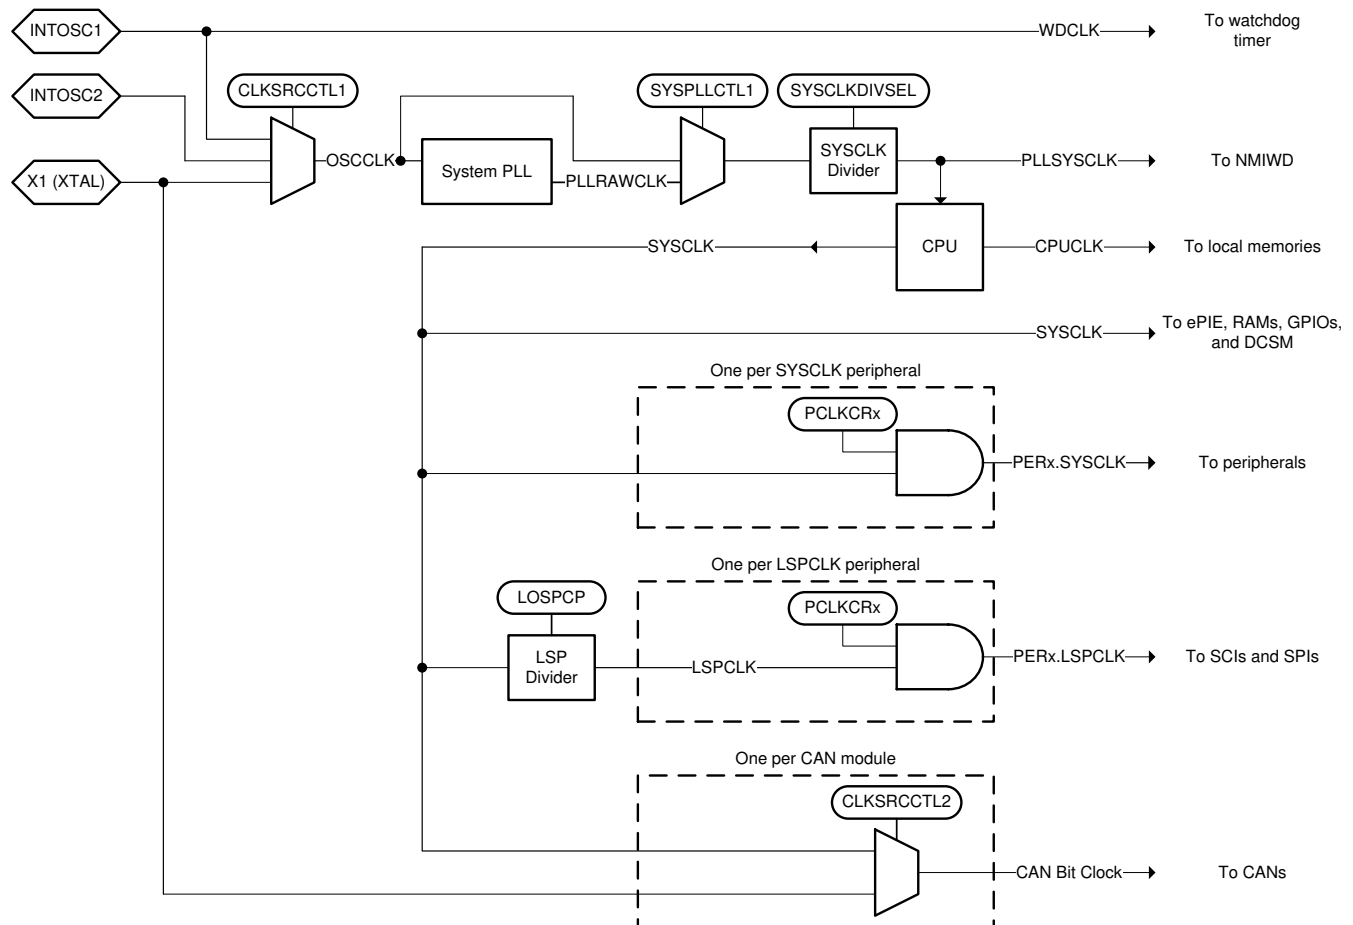 INTOSC1
WDCLK
To watchdog
timer
INTOSC2
CLKSRCCTL1
SYSPLLCTL1
SYSCLKDIVSEL
X1 (XTAL)
OSCCLK
System PLL
PLLRAWCLK
SYSCLK
Divider
PLLSYSCLK
To NMIWD
SYSCLK
CPU
CPUCLK
To local memories
SYSCLK
To ePIE, RAMs, GPIOs,
and DCSM
One per SYSCLK peripheral
PCLKCRx
PERx.SYSCLK
To peripherals
One per LSPCLK peripheral
LOSPCP
PCLKCRx
LSP
Divider
LSPCLK
PERx.LSPCLK
To SCIs and SPIs
One per CAN module
CLKSRCCTL2
CAN Bit Clock
To CANs